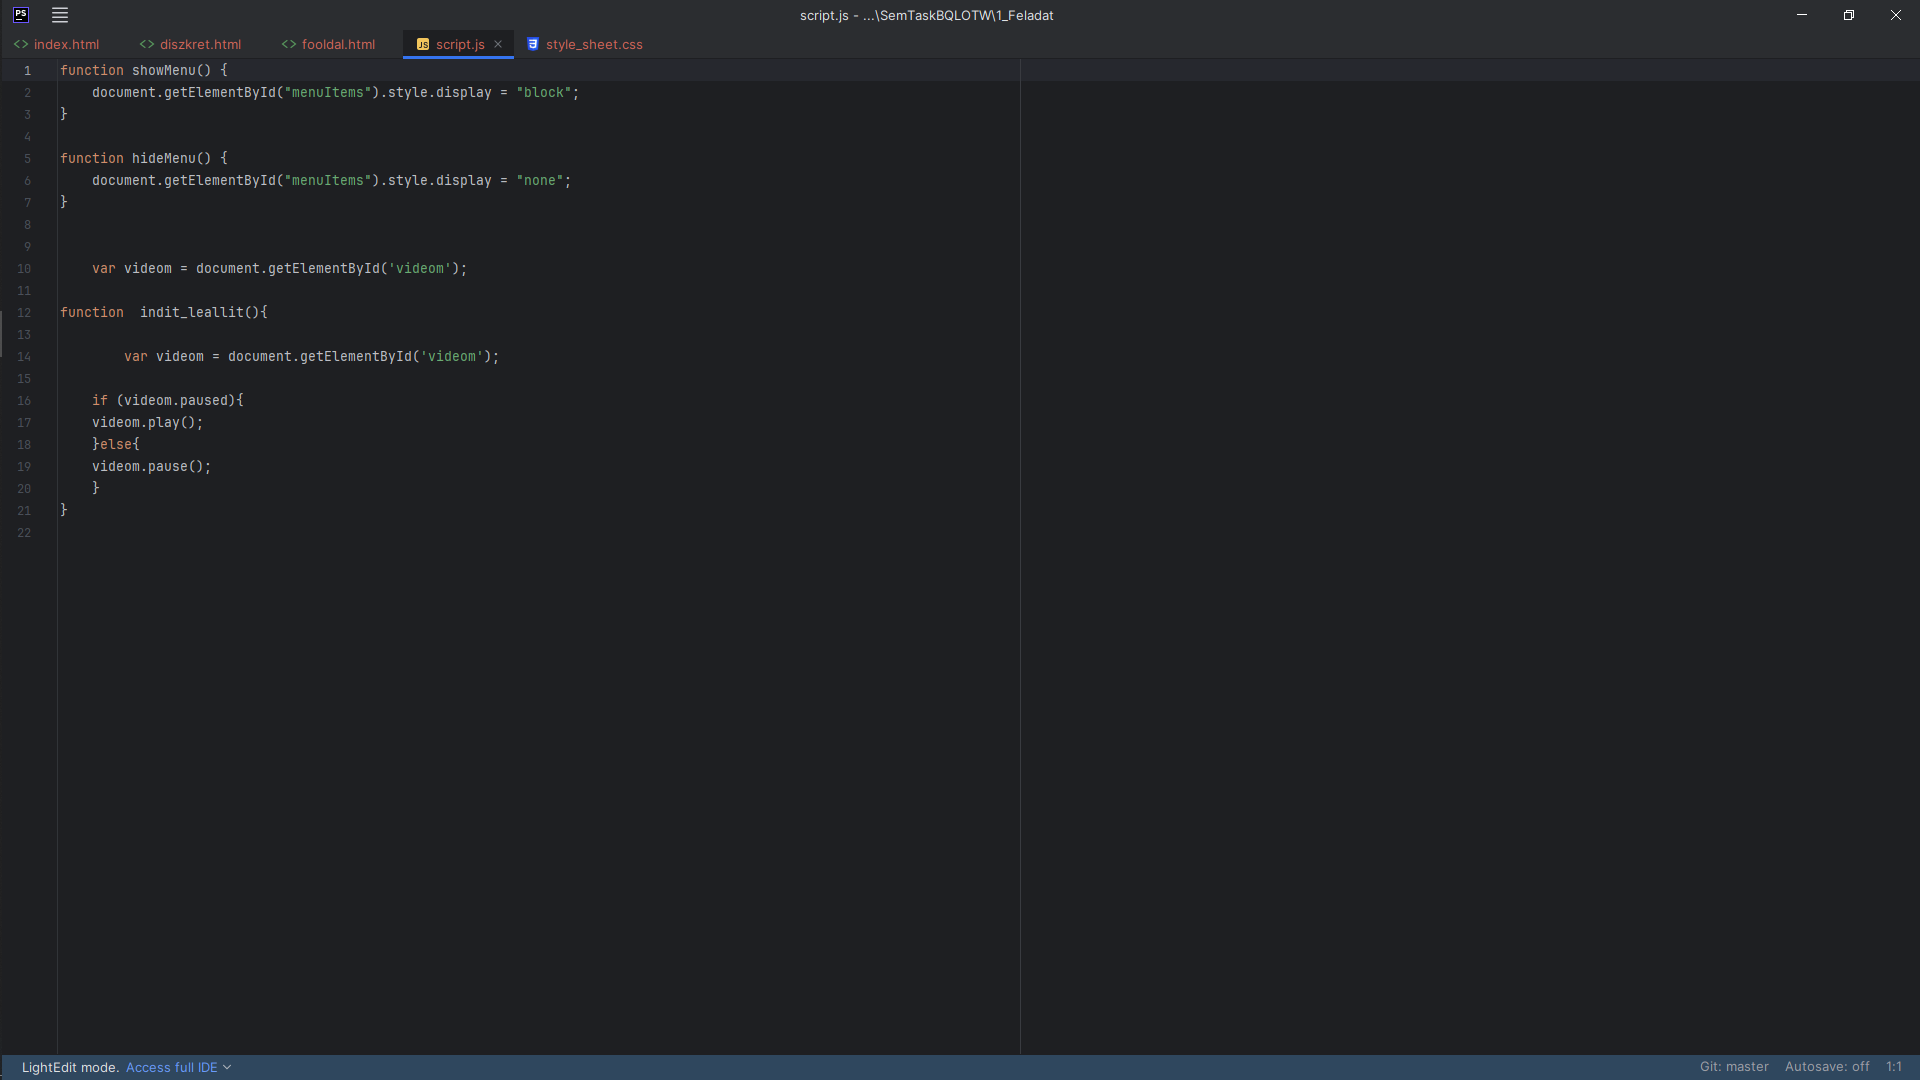 PS
script.js - ...\SemTaskBQLOTW\1_Feladat
<> index.html <> diszkret.html <> fooldal.html JS script.js × style_sheet.css
1 function showMenu() {
2 document.getElementById("menuItems").style.display = "block";
3 }
4
5 function hideMenu() {
6 document.getElementById("menuItems").style.display = "none";
7 }
8
9
10 var videom = document.getElementById('videom');
11
12 function  indit_leallit(){
13
14 var videom = document.getElementById('videom');
15
16 if (videom.paused){
17 videom.play();
18 }else{
19 videom.pause();
20 }
21 }
22
LightEdit mode. Access full IDE Git: master Autosave: off 1:1